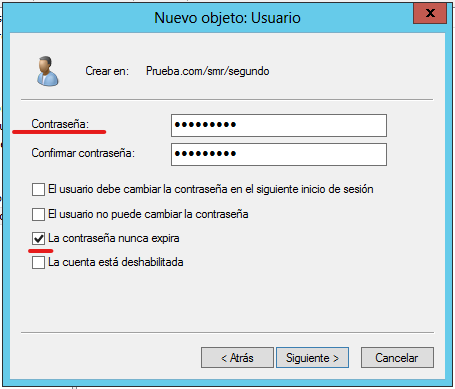 Nuevo objeto: Usuario
x
Crear en: Prueba.com/smr/segundo
Contraseña: •••••••••
Confirmar contraseña: •••••••••
El usuario debe cambiar la contraseña en el siguiente inicio de sesión
El usuario no puede cambiar la contraseña
La contraseña nunca expira
La cuenta está deshabilitada
< Atrás Siguiente > Cancelar